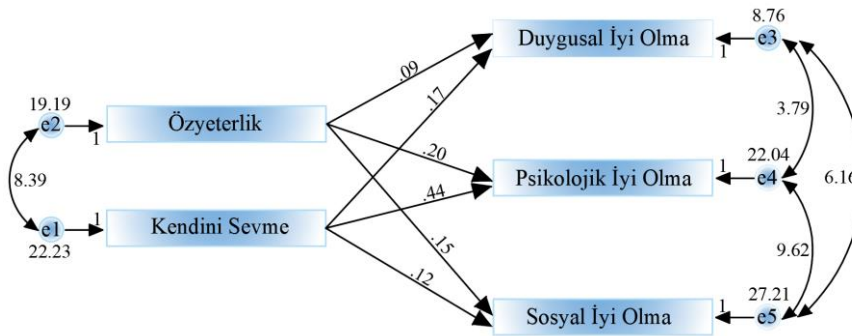 8.76
Duygusal İyi Olma
e3
1
.09
.17
19.19
e2
Özyeterlik
1
3.79
22.04
.20
1
Psikolojik İyi Olma
e4
8.39
6.16
.44
1
Kendini Sevme
e1
22.23
.15
9.62
.12
27.21
1
Sosyal İyi Olma
e5